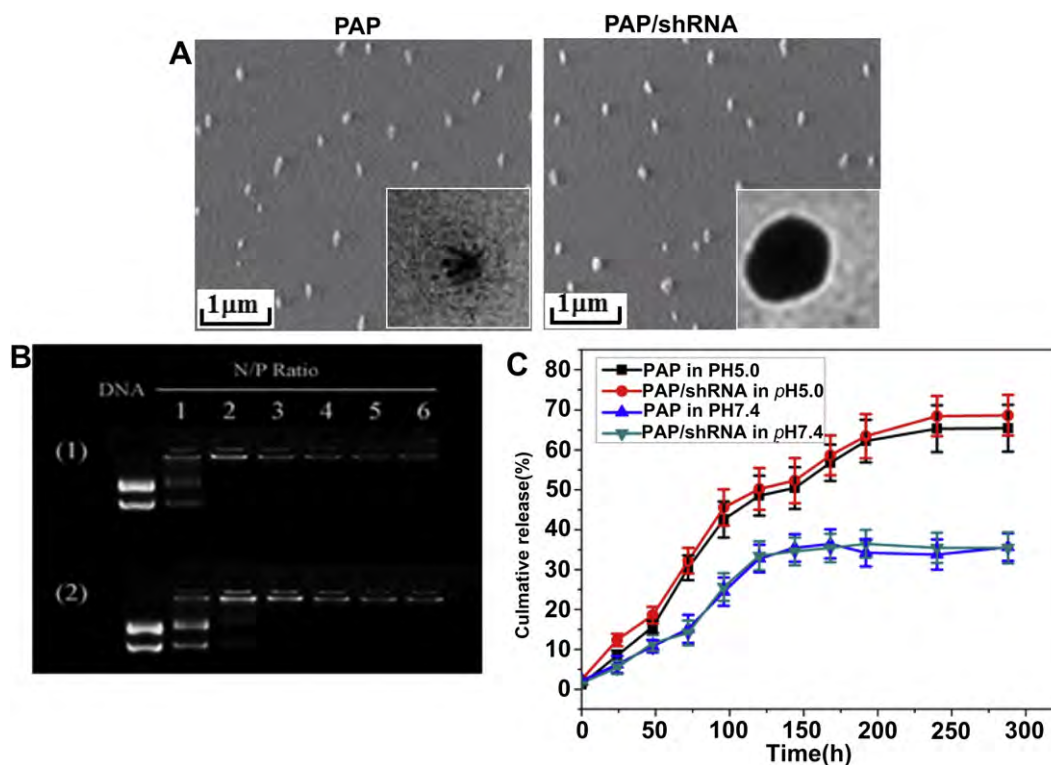 PAP PAP/shRNA
A
1μm 1μm
B
N/P Ratio
DNA
1 2 3 4 5 6
(1)
(2)
C
PAP in PH5.0
PAP/shRNA in pH5.0
PAP in PH7.4
PAP/shRNA in pH7.4
Culmative release(%)
80
70
60
50
40
30
20
10
0
0 50 100 150 200 250 300
Time(h)